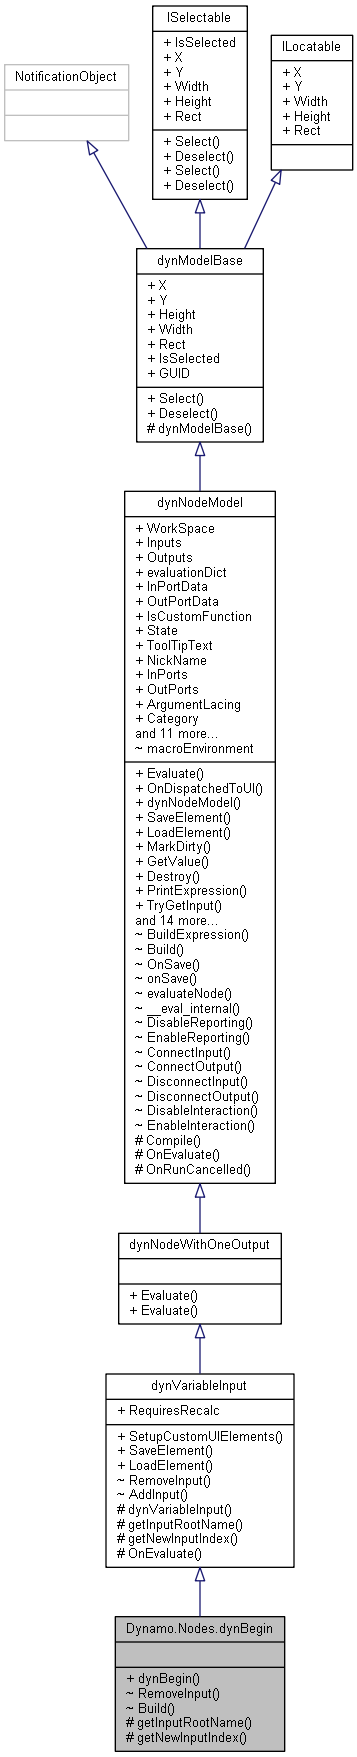 ISelectable
+ IsSelected
+ X
+ Y
+ Width
+ Height
+ Rect
+ Select()
+ Deselect()
+ Select()
+ Deselect()
ILocatable
+ X
+ Y
+ Width
+ Height
+ Rect
NotificationObject
dynModelBase
+ X
+ Y
+ Height
+ Width
+ Rect
+ IsSelected
+ GUID
+ Select()
+ Deselect()
# dynModelBase()
dynNodeModel
+ WorkSpace
+ Inputs
+ Outputs
+ evaluationDict
+ InPortData
+ OutPortData
+ IsCustomFunction
+ State
+ ToolTipText
+ NickName
+ InPorts
+ OutPorts
+ ArgumentLacing
+ Category
and 11 more...
~ macroEnvironment
+ Evaluate()
+ OnDispatchedToUI()
+ dynNodeModel()
+ SaveElement()
+ LoadElement()
+ MarkDirty()
+ GetValue()
+ Destroy()
+ PrintExpression()
+ TryGetInput()
and 14 more...
~ BuildExpression()
~ Build()
~ OnSave()
~ onSave()
~ evaluateNode()
~ __eval_internal()
~ DisableReporting()
~ EnableReporting()
~ ConnectInput()
~ ConnectOutput()
~ DisconnectInput()
~ DisconnectOutput()
~ DisableInteraction()
~ EnableInteraction()
# Compile()
# OnEvaluate()
# OnRunCancelled()
dynNodeWithOneOutput
+ Evaluate()
+ Evaluate()
dynVariableInput
+ RequiresRecalc
+ SetupCustomUIElements()
+ SaveElement()
+ LoadElement()
~ RemoveInput()
~ AddInput()
# dynVariableInput()
# getInputRootName()
# getNewInputIndex()
# OnEvaluate()
Dynamo.Nodes.dynBegin
+ dynBegin()
~ RemoveInput()
~ Build()
# getInputRootName()
# getNewInputIndex()